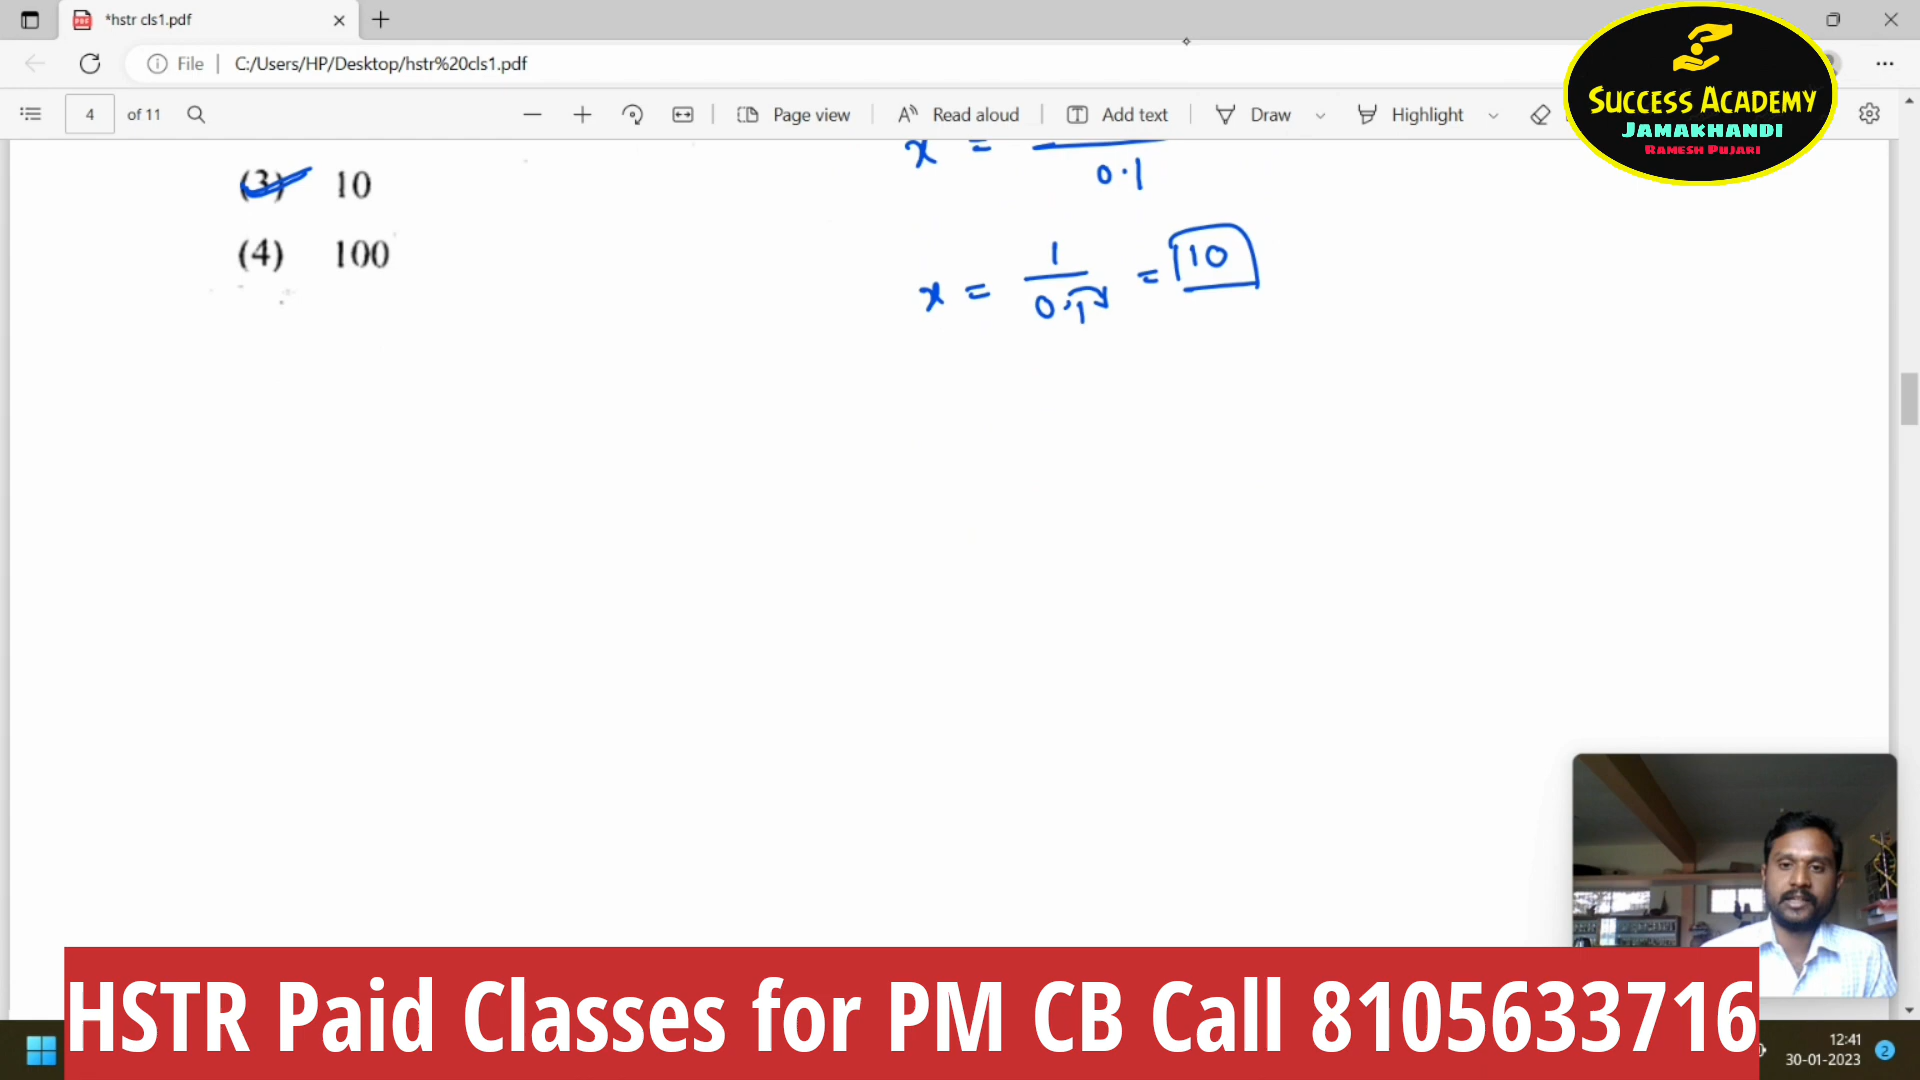 *hstr cls1.pdf
File
C:/Users/HP/Desktop/hstr%20cls1.pdf
4 of 11
Page view
Read aloud
Add text
Draw
Highlight
SUCCESS ACADEMY
JAMAKHANDI
RAMESH PUJARI
x =
0.1
(3) 10
(4) 100
x = 1/0.1 = 10
HSTR Paid Classes for PM CB Call 8105633716
12:41
30-01-2023
2